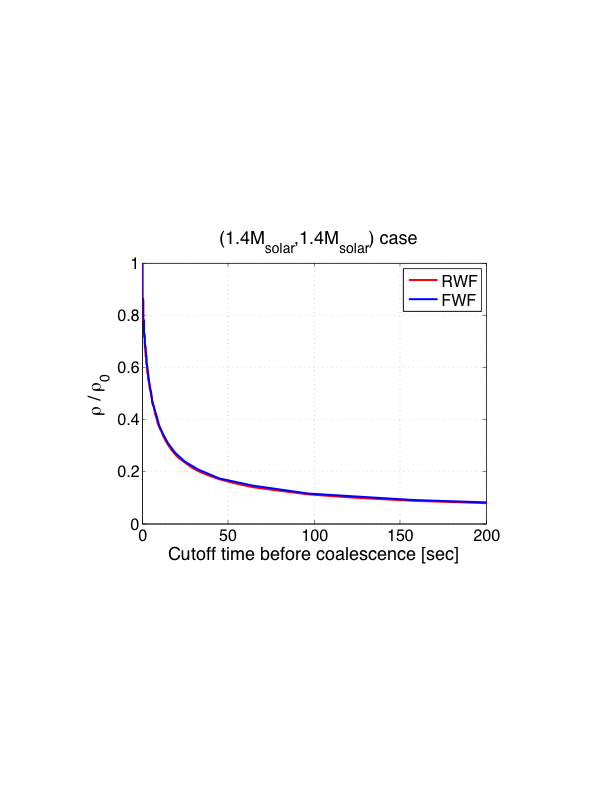 (1.4M_solar,1.4M_solar) case
1
RWF
FWF
0.8
0.6
ρ / ρ_0
0.4
0.2
0
0 50 100 150 200
Cutoff time before coalescence [sec]